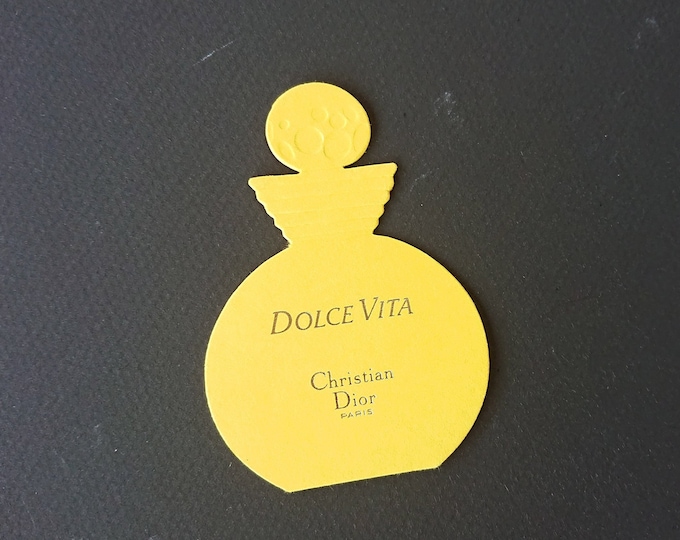 DOLCE VITA
Christian
Dior
PARIS